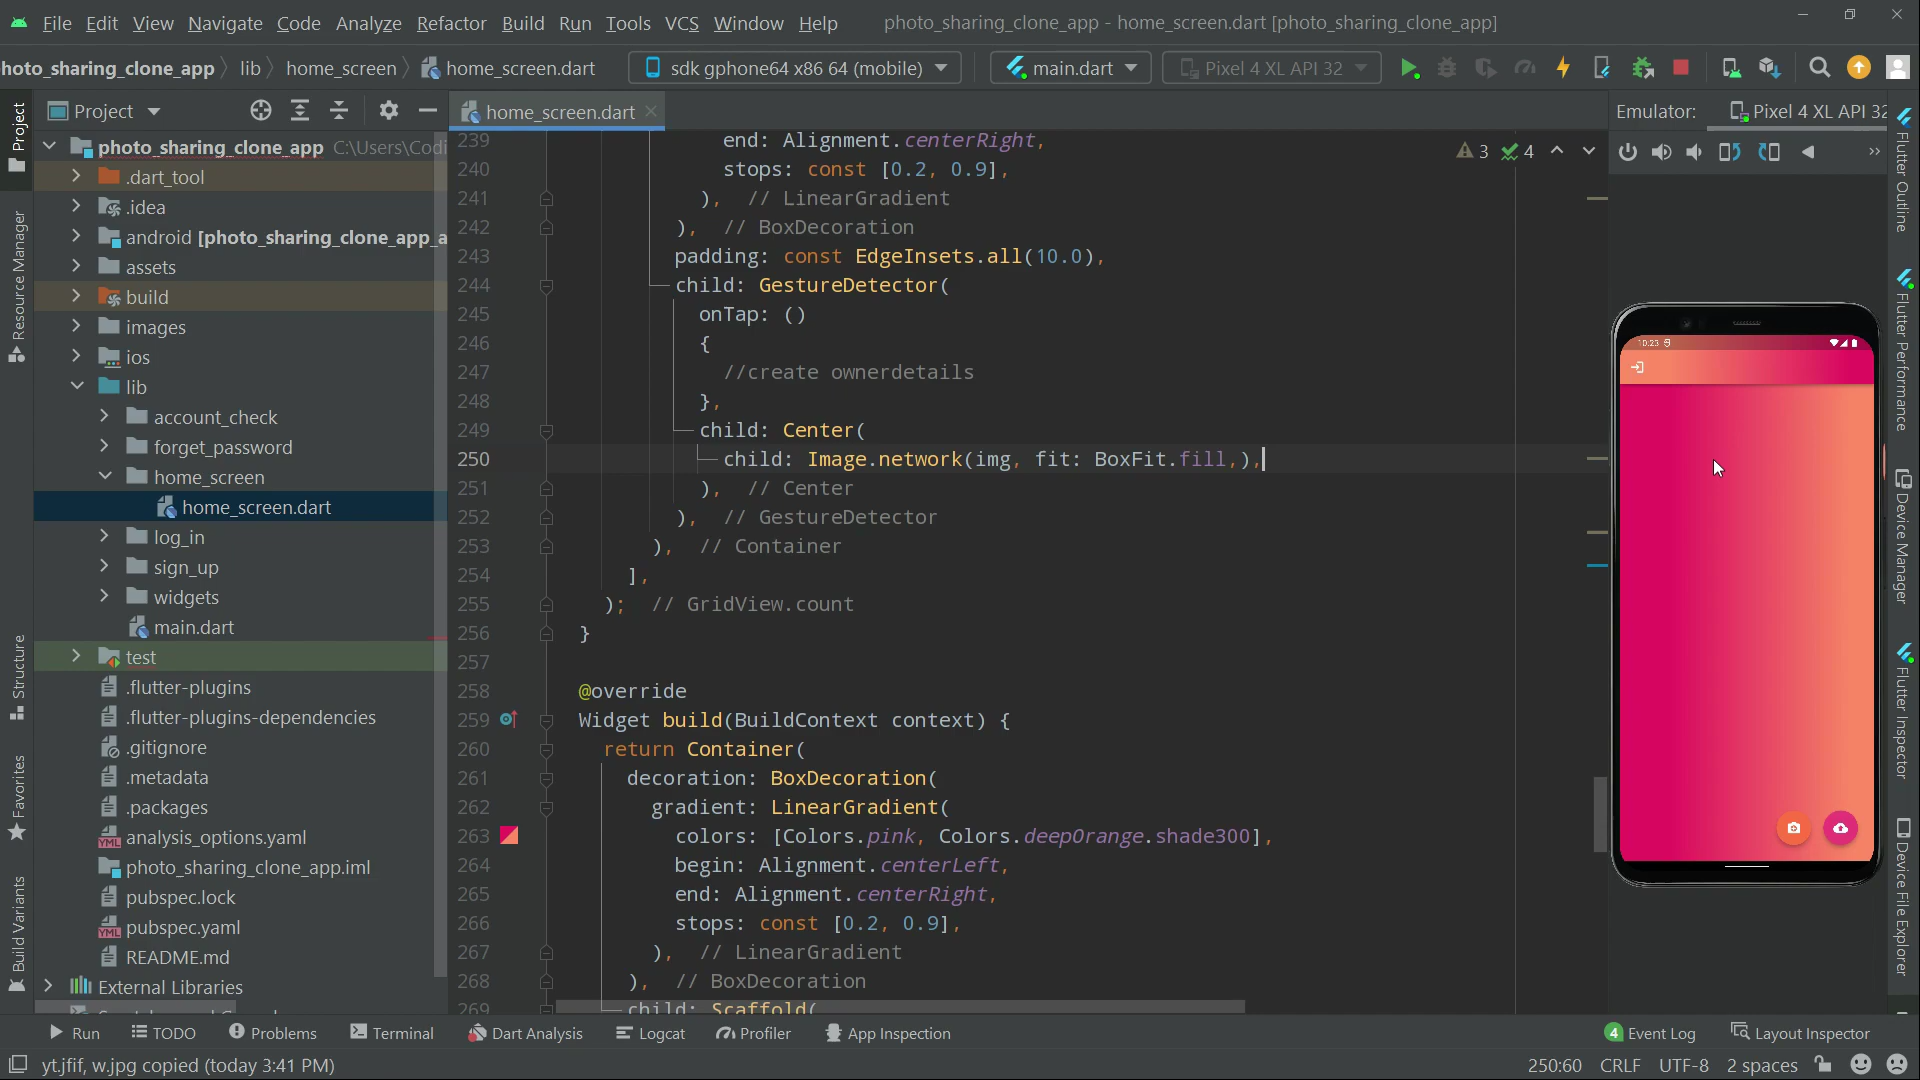 File Edit View Navigate Code Analyze Refactor Build Run Tools VCS Window Help photo_sharing_clone_app - home_screen.dart [photo_sharing_clone_app]
hoto_sharing_clone_app lib home_screen home_screen.dart sdk gphone64 x86 64 (mobile) main.dart Pixel 4 XL API 32
Project
home_screen.dart
Emulator: Pixel 4 XL API 32
3 4
photo_sharing_clone_app C:\Users\Codi
.dart_tool
.idea
android [photo_sharing_clone_app_a
assets
build
images
ios
lib
account_check
forget_password
home_screen
home_screen.dart
log_in
sign_up
widgets
main.dart
test
.flutter-plugins
.flutter-plugins-dependencies
.gitignore
.metadata
.packages
analysis_options.yaml
photo_sharing_clone_app.iml
pubspec.lock
pubspec.yaml
README.md
External Libraries
239 end: Alignment.centerRight,
240 stops: const [0.2, 0.9],
241 ), // LinearGradient
242 ), // BoxDecoration
243 padding: const EdgeInsets.all(10.0),
244 child: GestureDetector(
245 onTap: ()
246 {
247 //create ownerdetails
248 },
249 child: Center(
250 child: Image.network(img, fit: BoxFit.fill,),
251 ), // Center
252 ), // GestureDetector
253 ), // Container
254 ],
255 ); // GridView.count
256 }
257
258 @override
259 Widget build(BuildContext context) {
260 return Container(
261 decoration: BoxDecoration(
262 gradient: LinearGradient(
263 colors: [Colors.pink, Colors.deepOrange.shade300],
264 begin: Alignment.centerLeft,
265 end: Alignment.centerRight,
266 stops: const [0.2, 0.9],
267 ), // LinearGradient
268 ), // BoxDecoration
269 child: Scaffold(
10:23
Project
Resource Manager
Structure
Favorites
Build Variants
Flutter Outline
Flutter Performance
Device Manager
Flutter Inspector
Device File Explorer
Run TODO Problems Terminal Dart Analysis Logcat Profiler App Inspection 4 Event Log Layout Inspector
yt.jfif, w.jpg copied (today 3:41 PM) 250:60 CRLF UTF-8 2 spaces